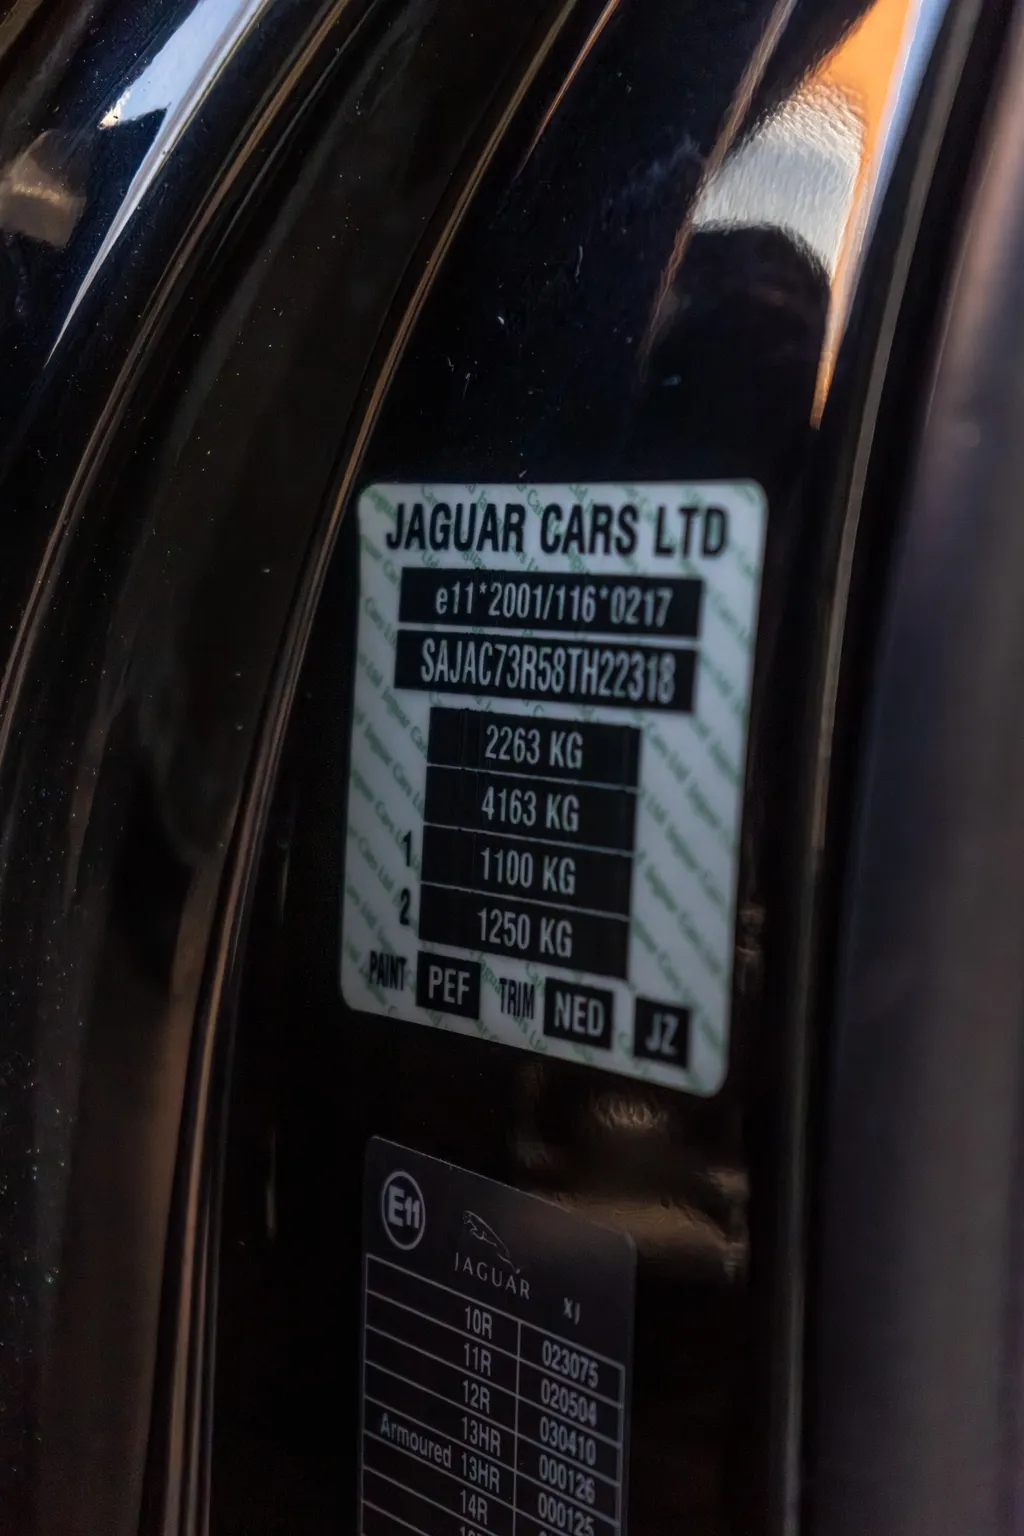 JAGUAR CARS LTD
e11*2001/116*0217
SAJAC73R58TH22318
2263 KG
4163 KG
1 1100 KG
2 1250 KG
PAINT PEF TRIM NED JZ
E11
JAGUAR
XJ
10R 023075
11R 020504
12R 030410
13HR 000126
Armoured 13HR 000125
14R